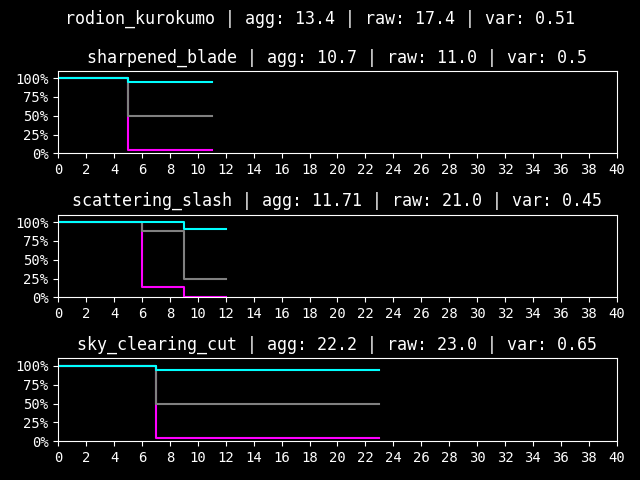 rodion_kurokumo | agg: 13.4 | raw: 17.4 | var: 0.51
sharpened_blade | agg: 10.7 | raw: 11.0 | var: 0.5
100%
75%
50%
25%
0%
0 2 4 6 8 10 12 14 16 18 20 22 24 26 28 30 32 34 36 38 40
scattering_slash | agg: 11.71 | raw: 21.0 | var: 0.45
100%
75%
50%
25%
0%
0 2 4 6 8 10 12 14 16 18 20 22 24 26 28 30 32 34 36 38 40
sky_clearing_cut | agg: 22.2 | raw: 23.0 | var: 0.65
100%
75%
50%
25%
0%
0 2 4 6 8 10 12 14 16 18 20 22 24 26 28 30 32 34 36 38 40